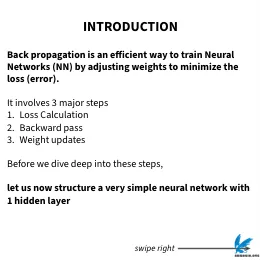 INTRODUCTION
Back propagation is an efficient way to train Neural
Networks (NN) by adjusting weights to minimize the
loss (error).
It involves 3 major steps
1. Loss Calculation
2. Backward pass
3. Weight updates
Before we dive deep into these steps,
let us now structure a very simple neural network with
1 hidden layer
swipe right